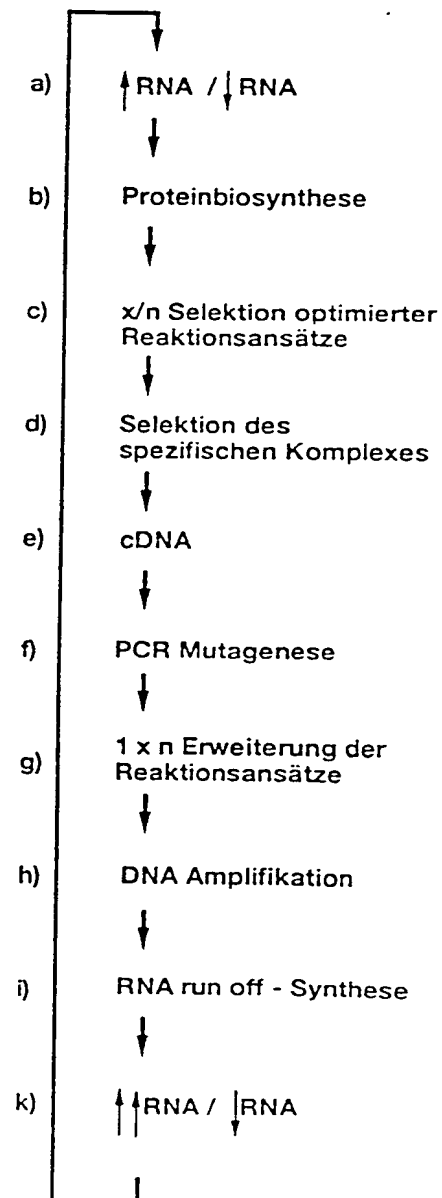 a) ↑RNA / ↓RNA
b) Proteinbiosynthese
c) x/n Selektion optimierter
Reaktionsansätze
d) Selektion des
spezifischen Komplexes
e) cDNA
f) PCR Mutagenese
g) 1 x n Erweiterung der
Reaktionsansätze
h) DNA Amplifikation
i) RNA run off - Synthese
k) ↑↑RNA / ↓RNA